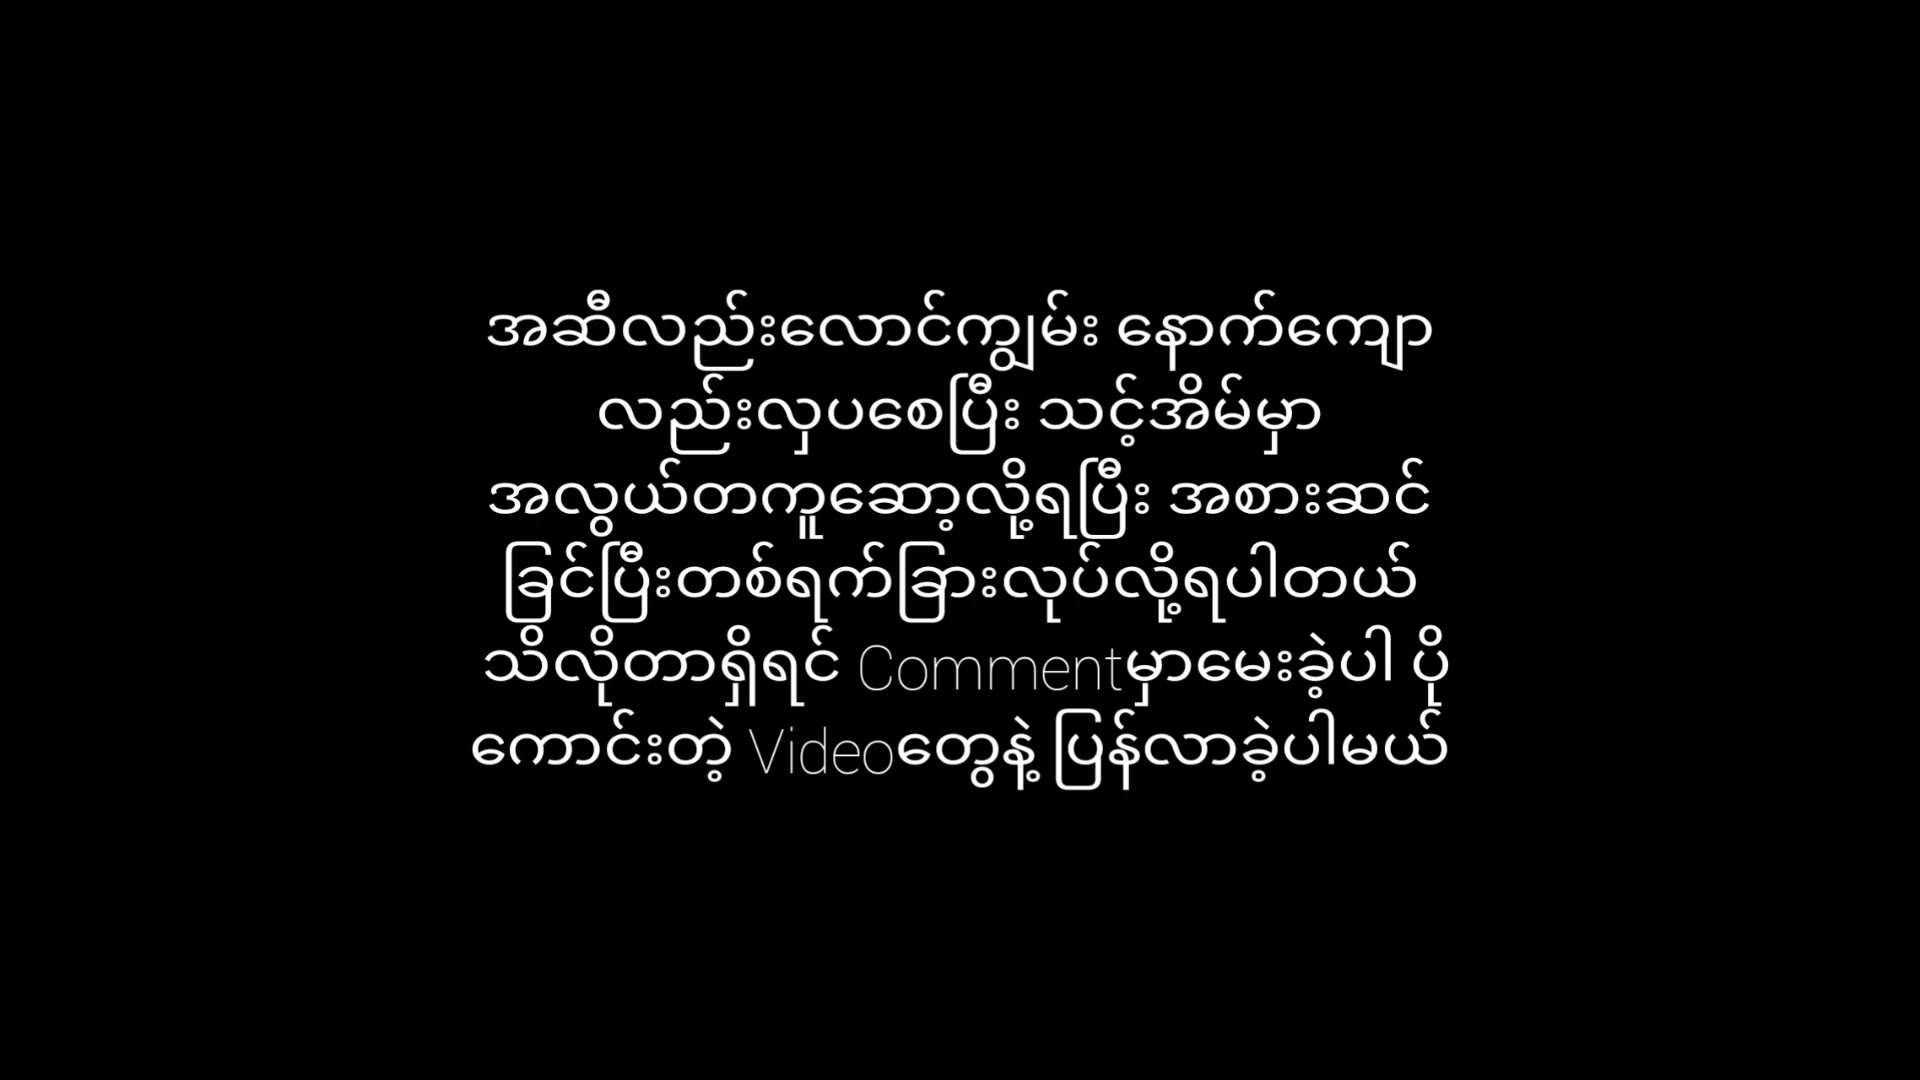 အဆီလည်းလောင်ကျွမ်း နောက်ကျော
လည်းလှပစေပြီး သင့်အိမ်မှာ
အလွယ်တကူဆော့လို့ရပြီး အစားဆင်
ခြင်ပြီးတစ်ရက်ခြားလုပ်လို့ရပါတယ်
သိလိုတာရှိရင် Commentမှာမေးခဲ့ပါ ပို
ကောင်းတဲ့ Videoတွေနဲ့ ပြန်လာခဲ့ပါမယ်